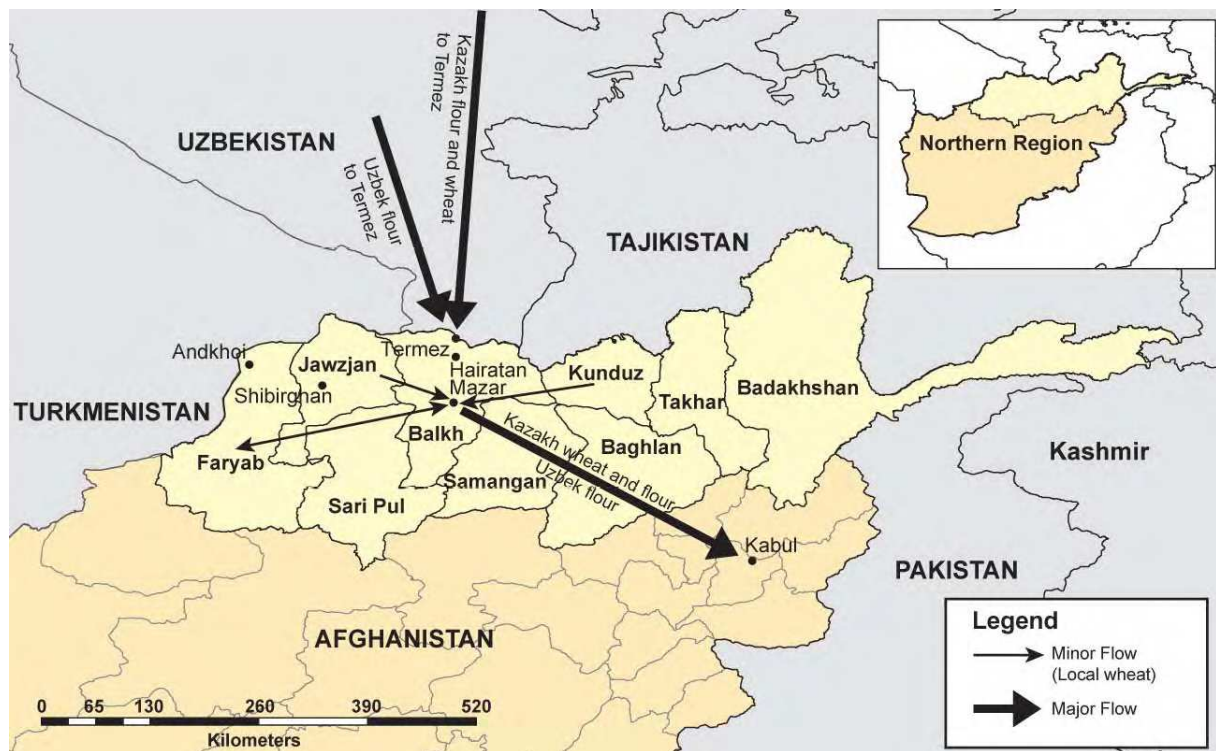 Kazakh flour and wheat
to Termez
Uzbek flour
to Termez
UZBEKISTAN
Northern Region
TAJIKISTAN
Andkhoi
Termez
Jawzjan
Hairatan
Kunduz
Shibirghan
Mazar
Takhar
Badakhshan
TURKMENISTAN
Balkh
Kazakh wheat and flour
Uzbek flour
Baghlan
Faryab
Kashmir
Samangan
Sari Pul
Kabul
PAKISTAN
AFGHANISTAN
Legend
Minor Flow
(Local wheat)
Major Flow
0 65 130 260 390 520
Kilometers